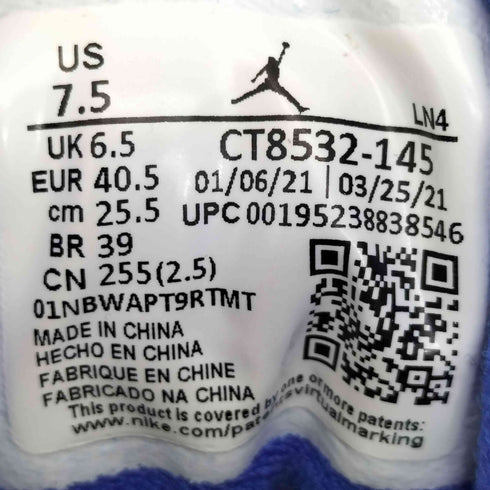 US
7.5
LN4
UK 6.5
CT8532-145
EUR 40.5
01/06/21 | 03/25/21
cm 25.5
UPC 00195238838546
BR 39
CN 255(2.5)
01NBWAPT9RTMT
MADE IN CHINA
HECHO EN CHINA
FABRIQUE EN CHINE
FABRICADO NA CHINA
This product is covered by one or more patents:
www.nike.com/patentsvirtualmarking